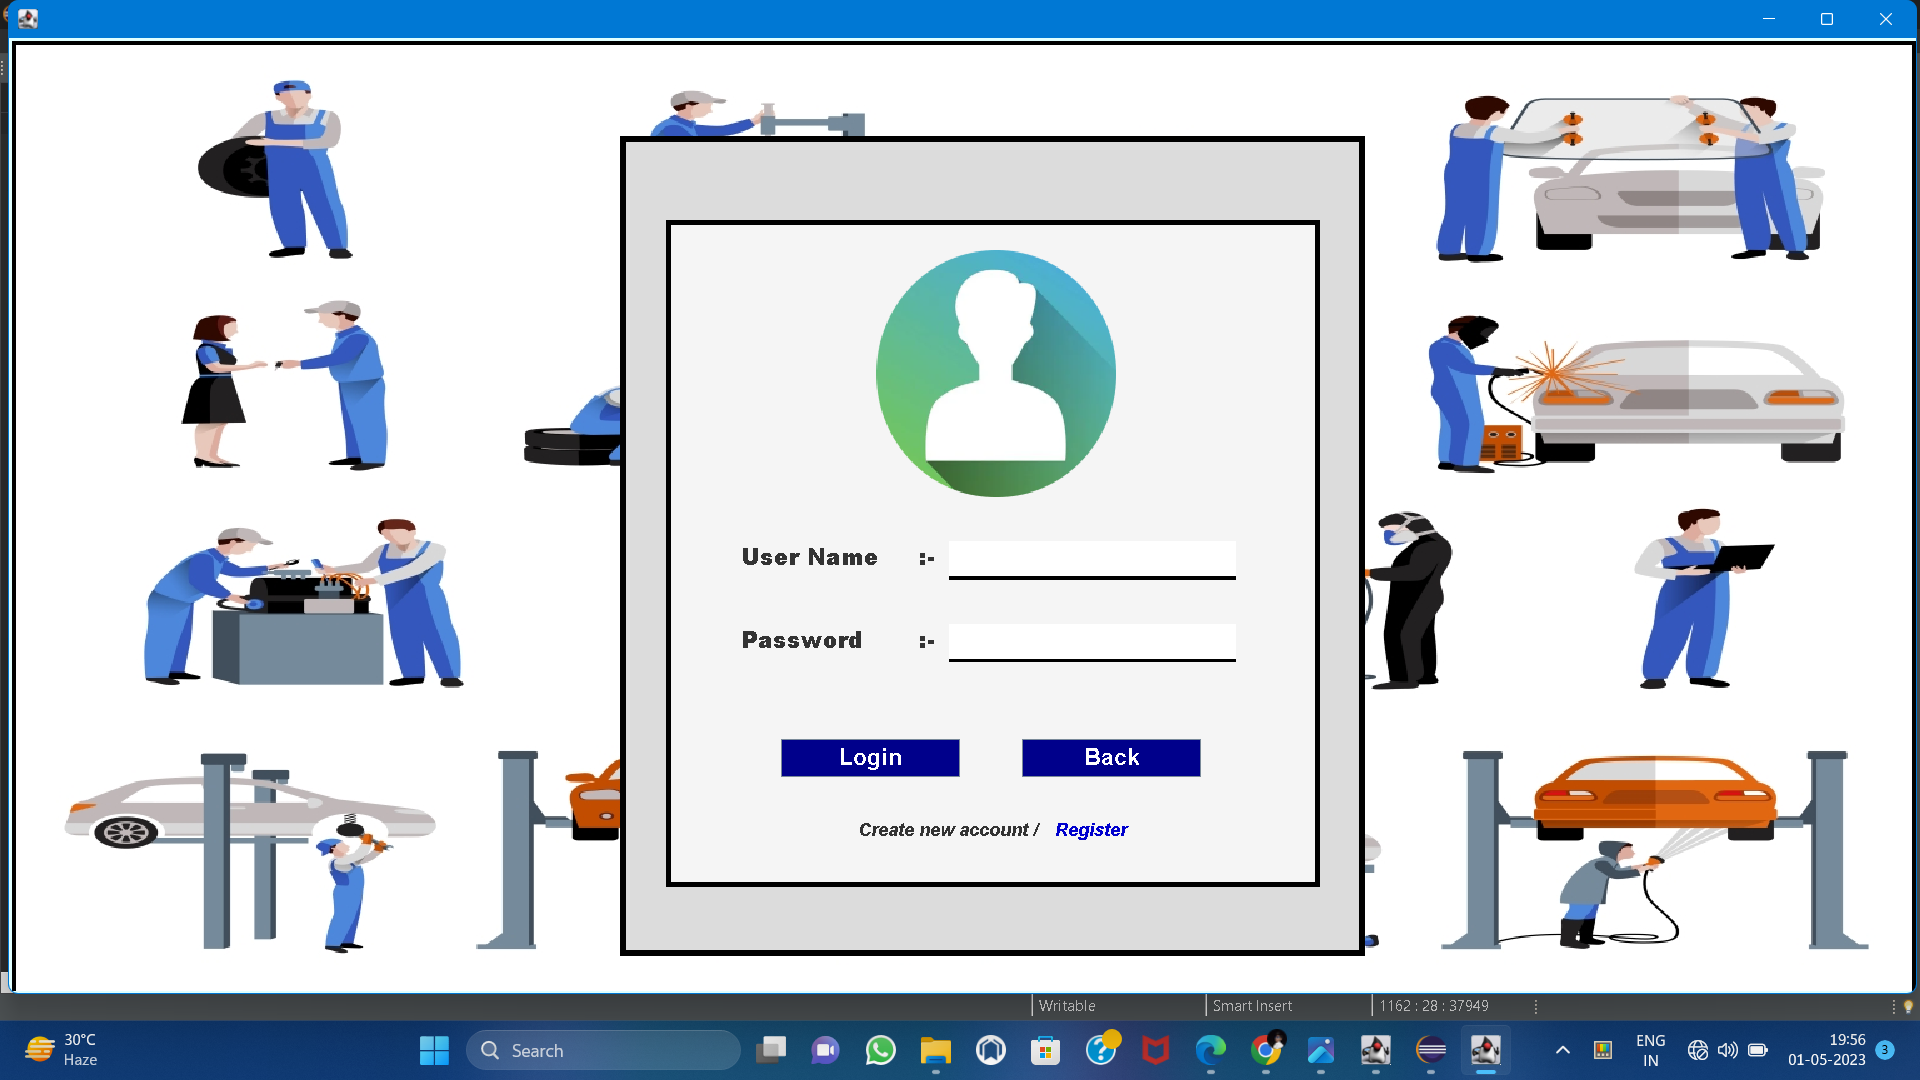 User Name :-
Password :-
Login Back
Create new account / Register
Writable Smart Insert 1162 : 28 : 37949
30°C
Haze
Search
ENG
IN
19:56
01-05-2023
3